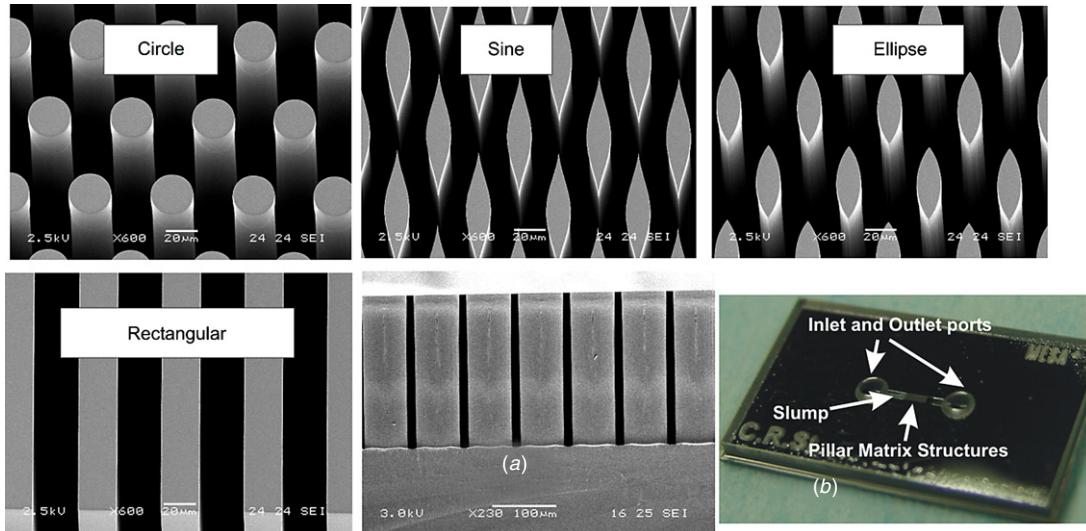 Circle
2.5kV X600 20µm 24 24 SEI
Sine
2.5kV X600 20µm 24 24 SEI
Ellipse
2.5kV X600 20µm 24 24 SEI
Rectangular
2.5kV X600 20µm 24 24 SEI
(a)
3.0kV X230 100µm 16 25 SEI
Inlet and Outlet ports
MESA
Slump
Pillar Matrix Structures
C.R.S
(b)